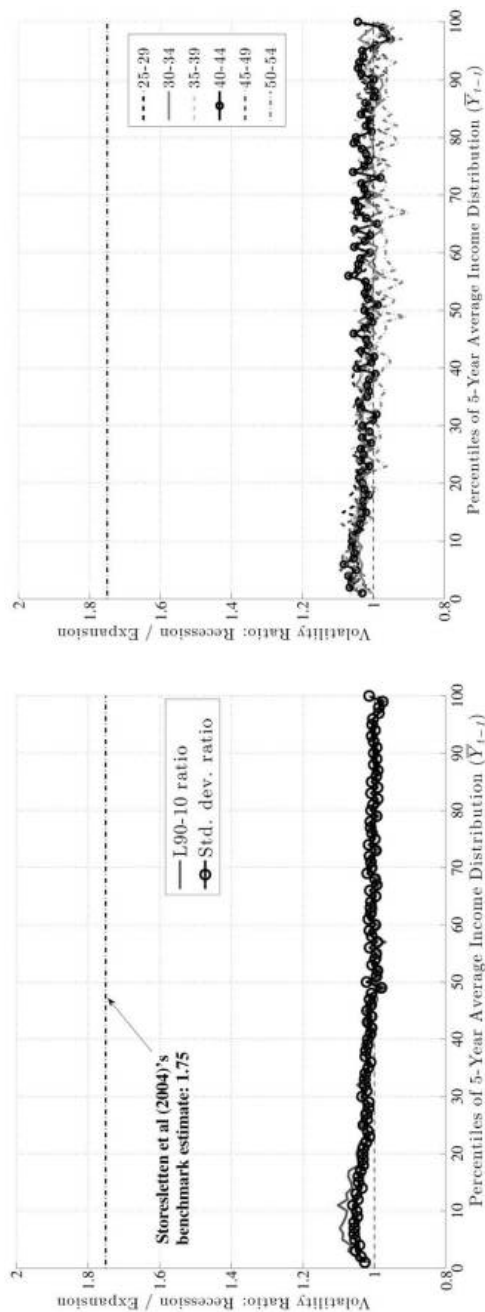 2
1.8
1.6
1.4
1.2
1
0.8
Volatility Ratio: Recession / Expansion
Storesletten et al (2004)'s
benchmark estimate: 1.75
L90-10 ratio
Std. dev. ratio
0 10 20 30 40 50 60 70 80 90 100
Percentiles of 5-Year Average Income Distribution (Y̅ₜ₋₁)
2
1.8
1.6
1.4
1.2
1
0.8
Volatility Ratio: Recession / Expansion
25-29
30-34
35-39
40-44
45-49
50-54
0 10 20 30 40 50 60 70 80 90 100
Percentiles of 5-Year Average Income Distribution (Y̅ₜ₋₁)